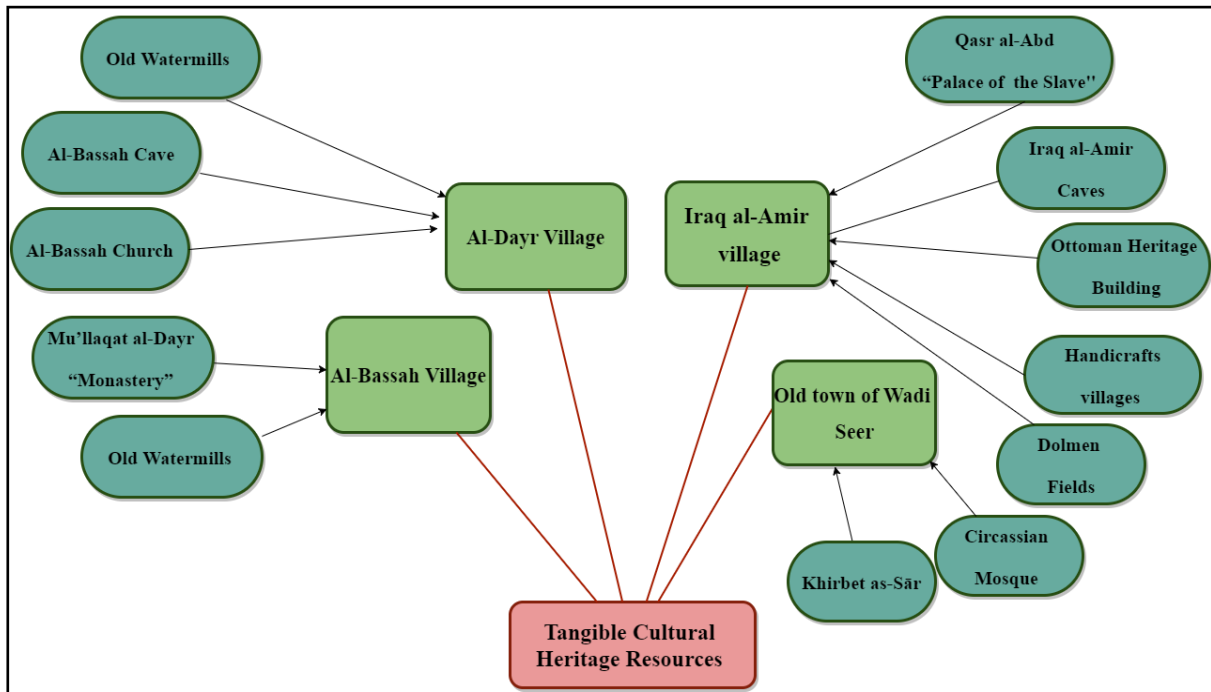 Old Watermills
Al-Bassah Cave
Al-Bassah Church
Al-Dayr Village
Mu’llaqat al-Dayr
“Monastery”
Old Watermills
Al-Bassah Village
Qasr al-Abd
“Palace of the Slave"
Iraq al-Amir
Caves
Ottoman Heritage
Building
Handicrafts
villages
Dolmen
Fields
Iraq al-Amir
village
Old town of Wadi
Seer
Circassian
Mosque
Khirbet as-Sār
Tangible Cultural
Heritage Resources